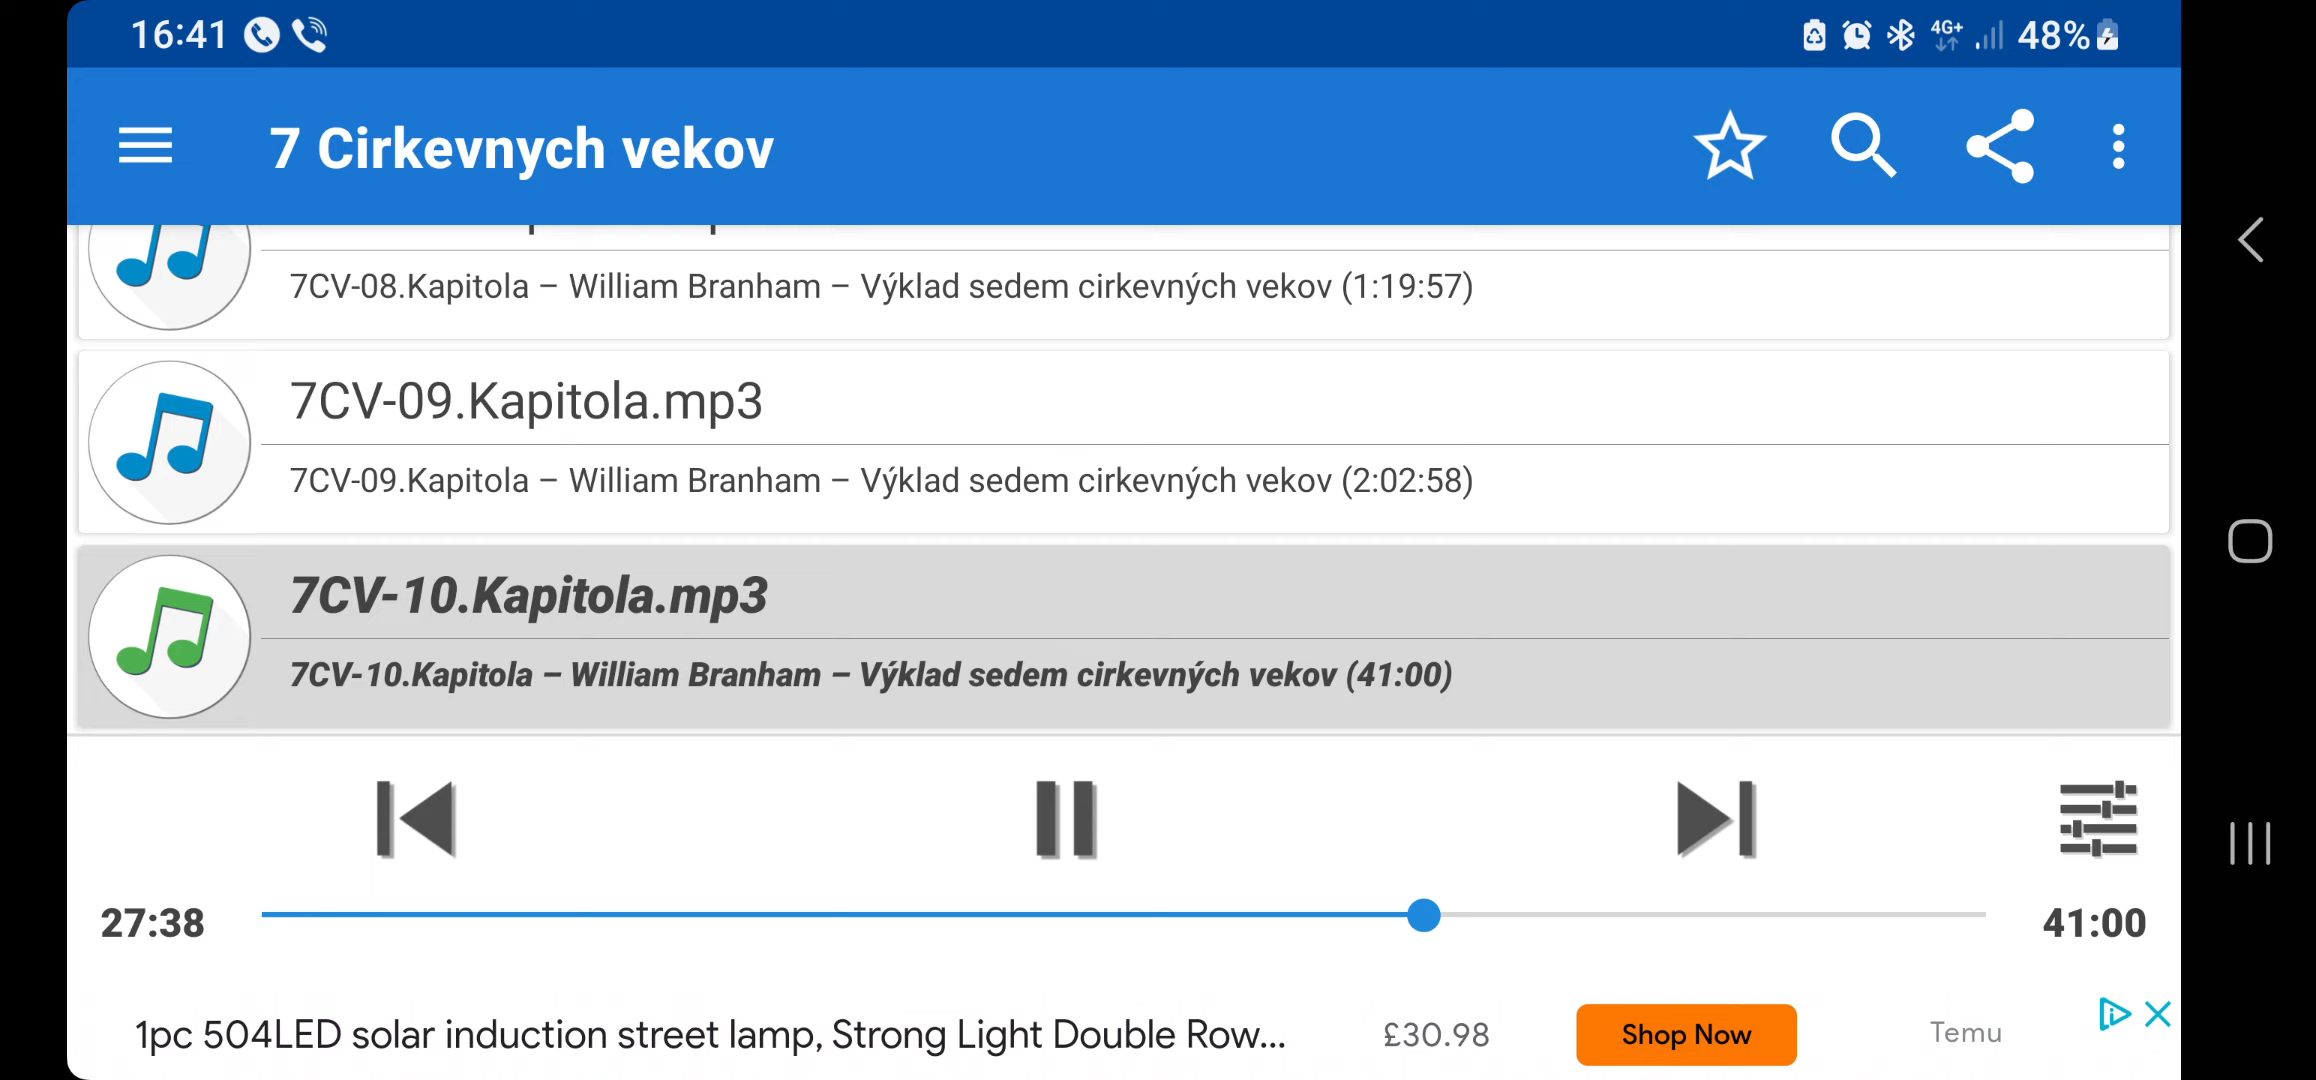 16:41 4G+ 48%
7 Cirkevnych vekov
7CV-08.Kapitola – William Branham – Výklad sedem cirkevných vekov (1:19:57)
7CV-09.Kapitola.mp3
7CV-09.Kapitola – William Branham – Výklad sedem cirkevných vekov (2:02:58)
7CV-10.Kapitola.mp3
7CV-10.Kapitola – William Branham – Výklad sedem cirkevných vekov (41:00)
27:38 41:00
1pc 504LED solar induction street lamp, Strong Light Double Row... £30.98 Shop Now Temu